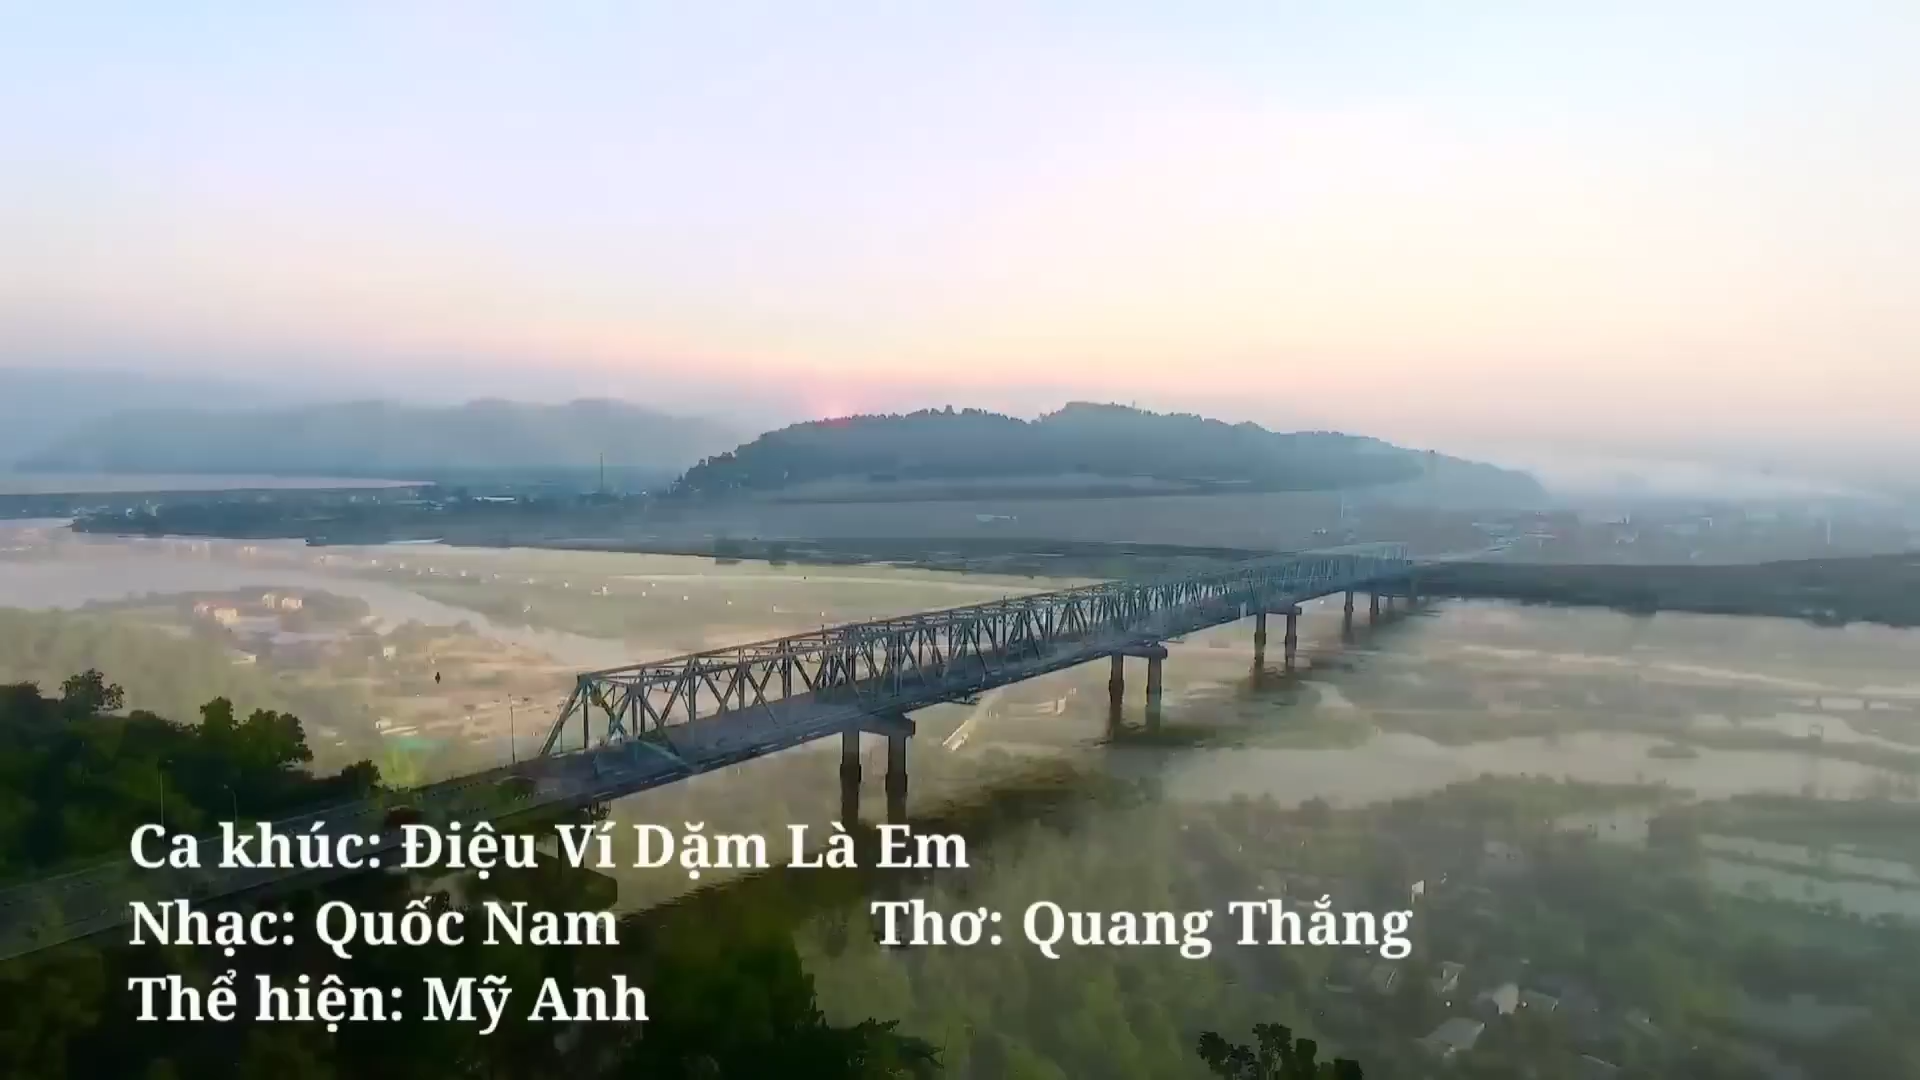 Ca khúc: Điệu Ví Dặm Là Em
Nhạc: Quốc Nam Thơ: Quang Thắng
Thể hiện: Mỹ Anh